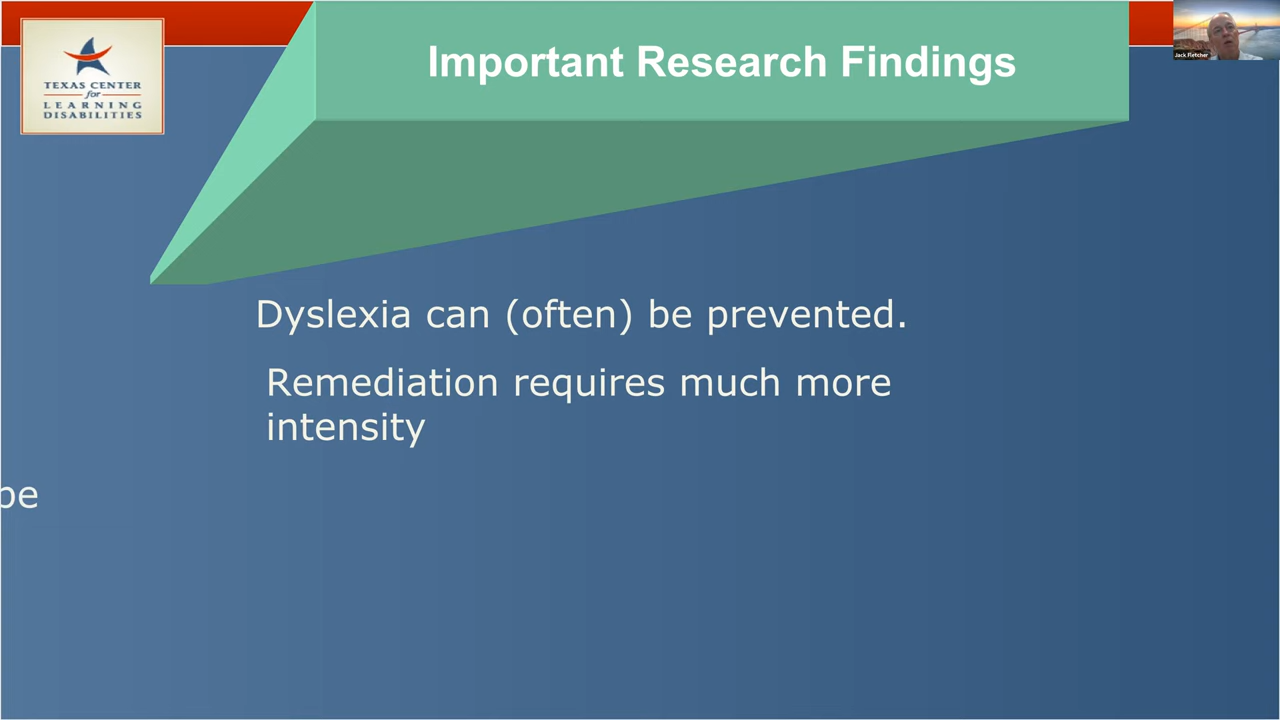 TEXAS CENTER
for
LEARNING
DISABILITIES
Important Research Findings
Jack Fletcher
Dyslexia can (often) be prevented.
Remediation requires much more
intensity
be